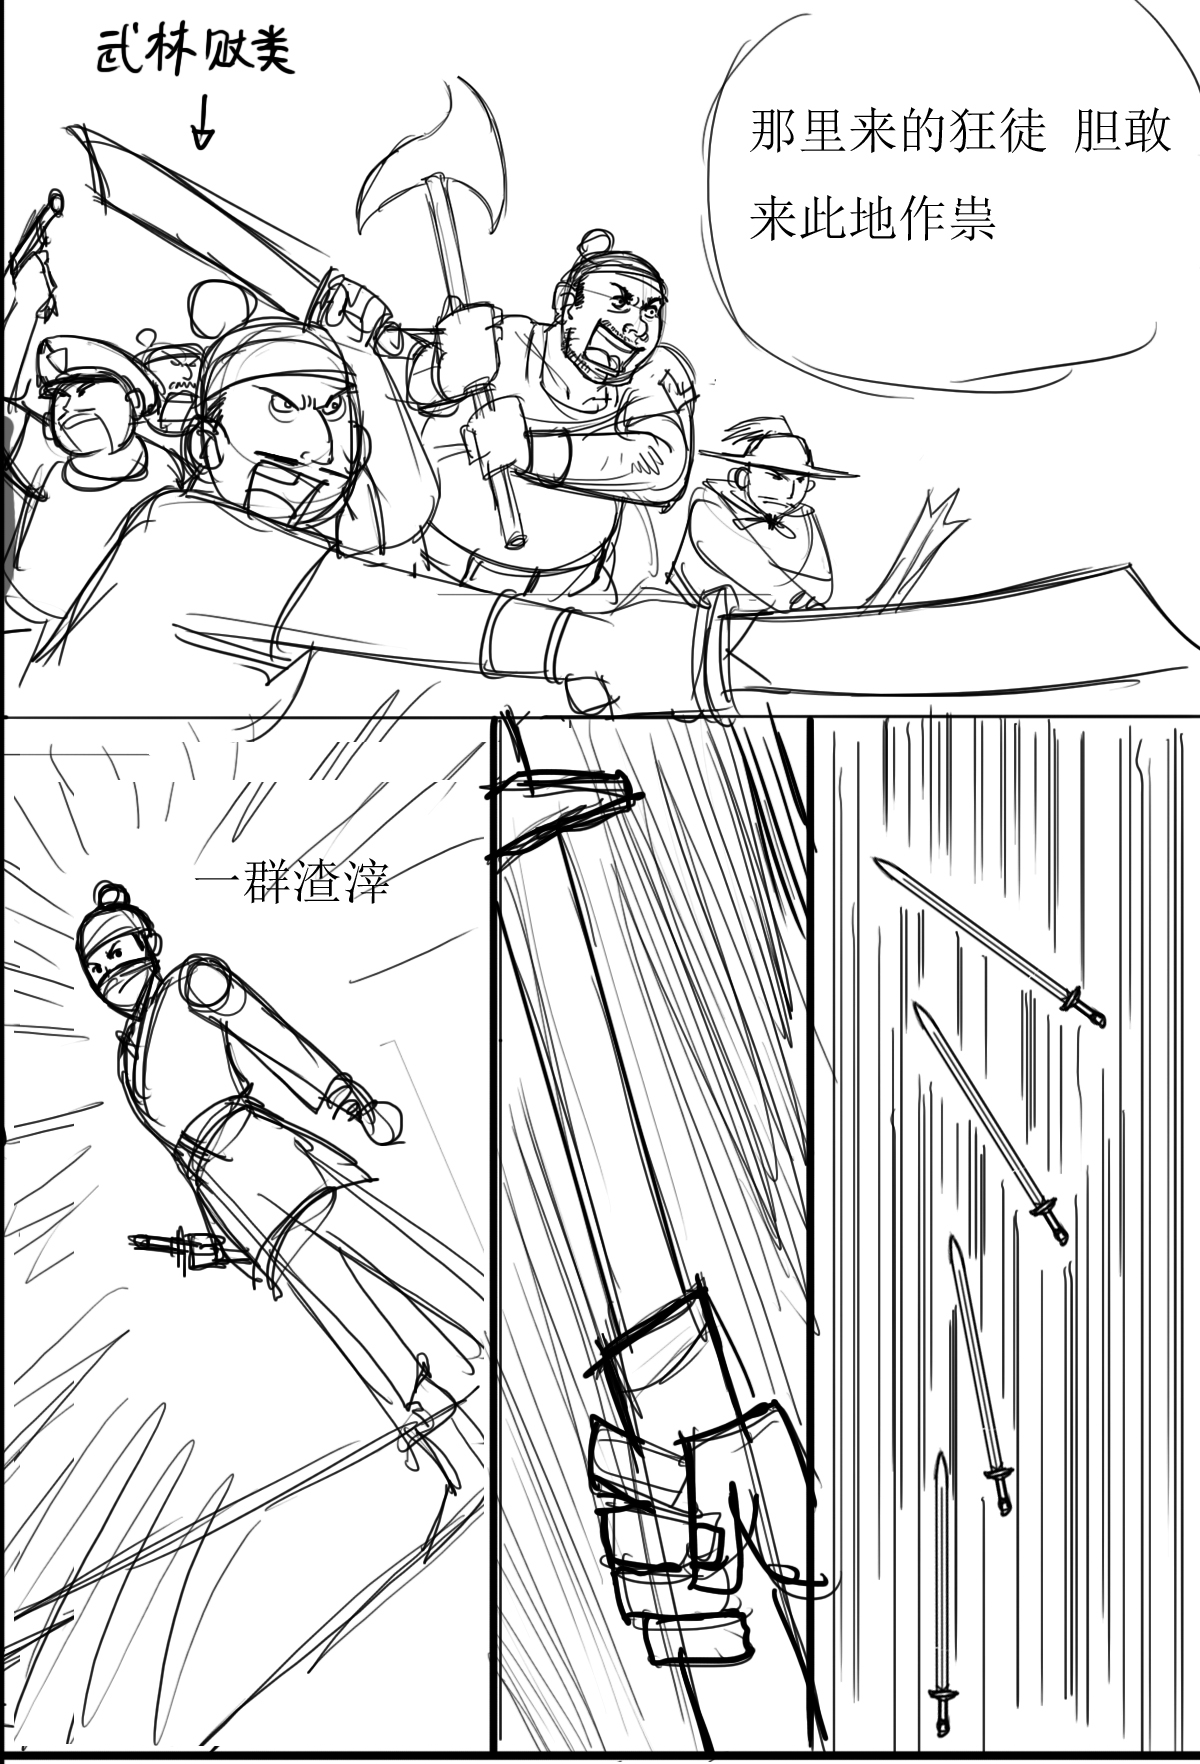 武林败类
那里来的狂徒 胆敢
来此地作祟
一群渣滓